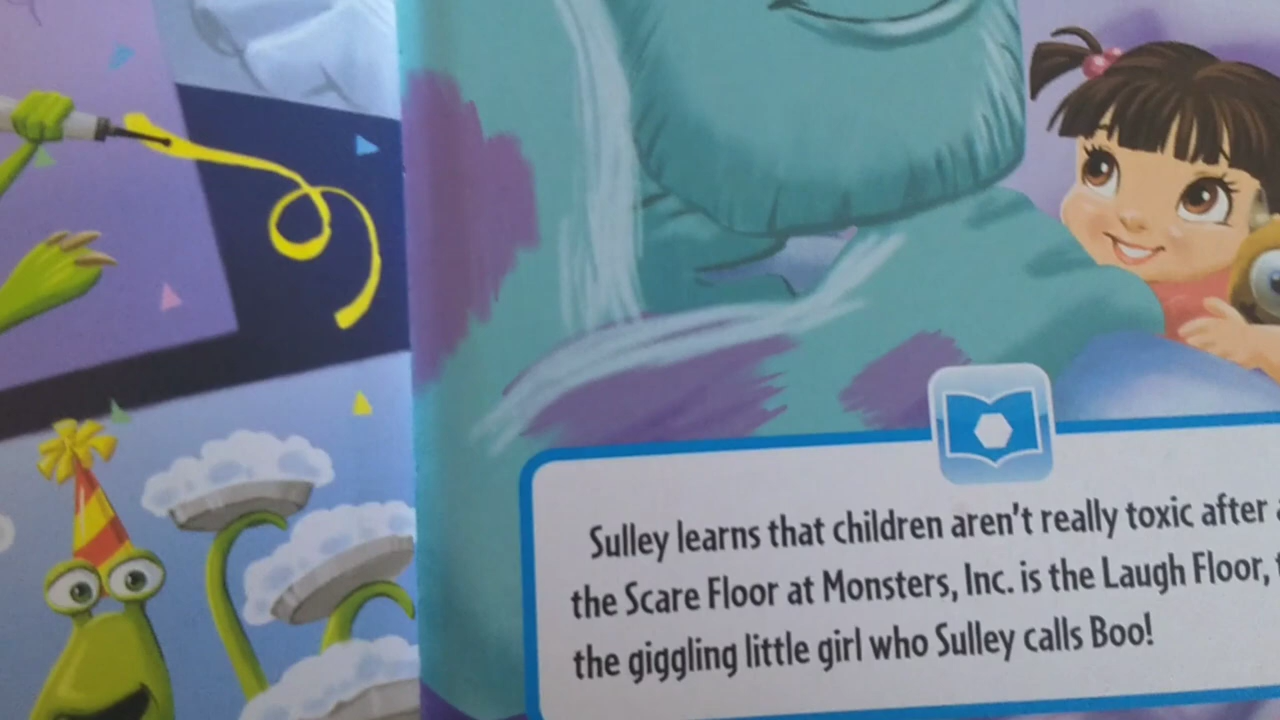 Sulley learns that children aren't really toxic after
the Scare Floor at Monsters, Inc. is the Laugh Floor,
the giggling little girl who Sulley calls Boo!